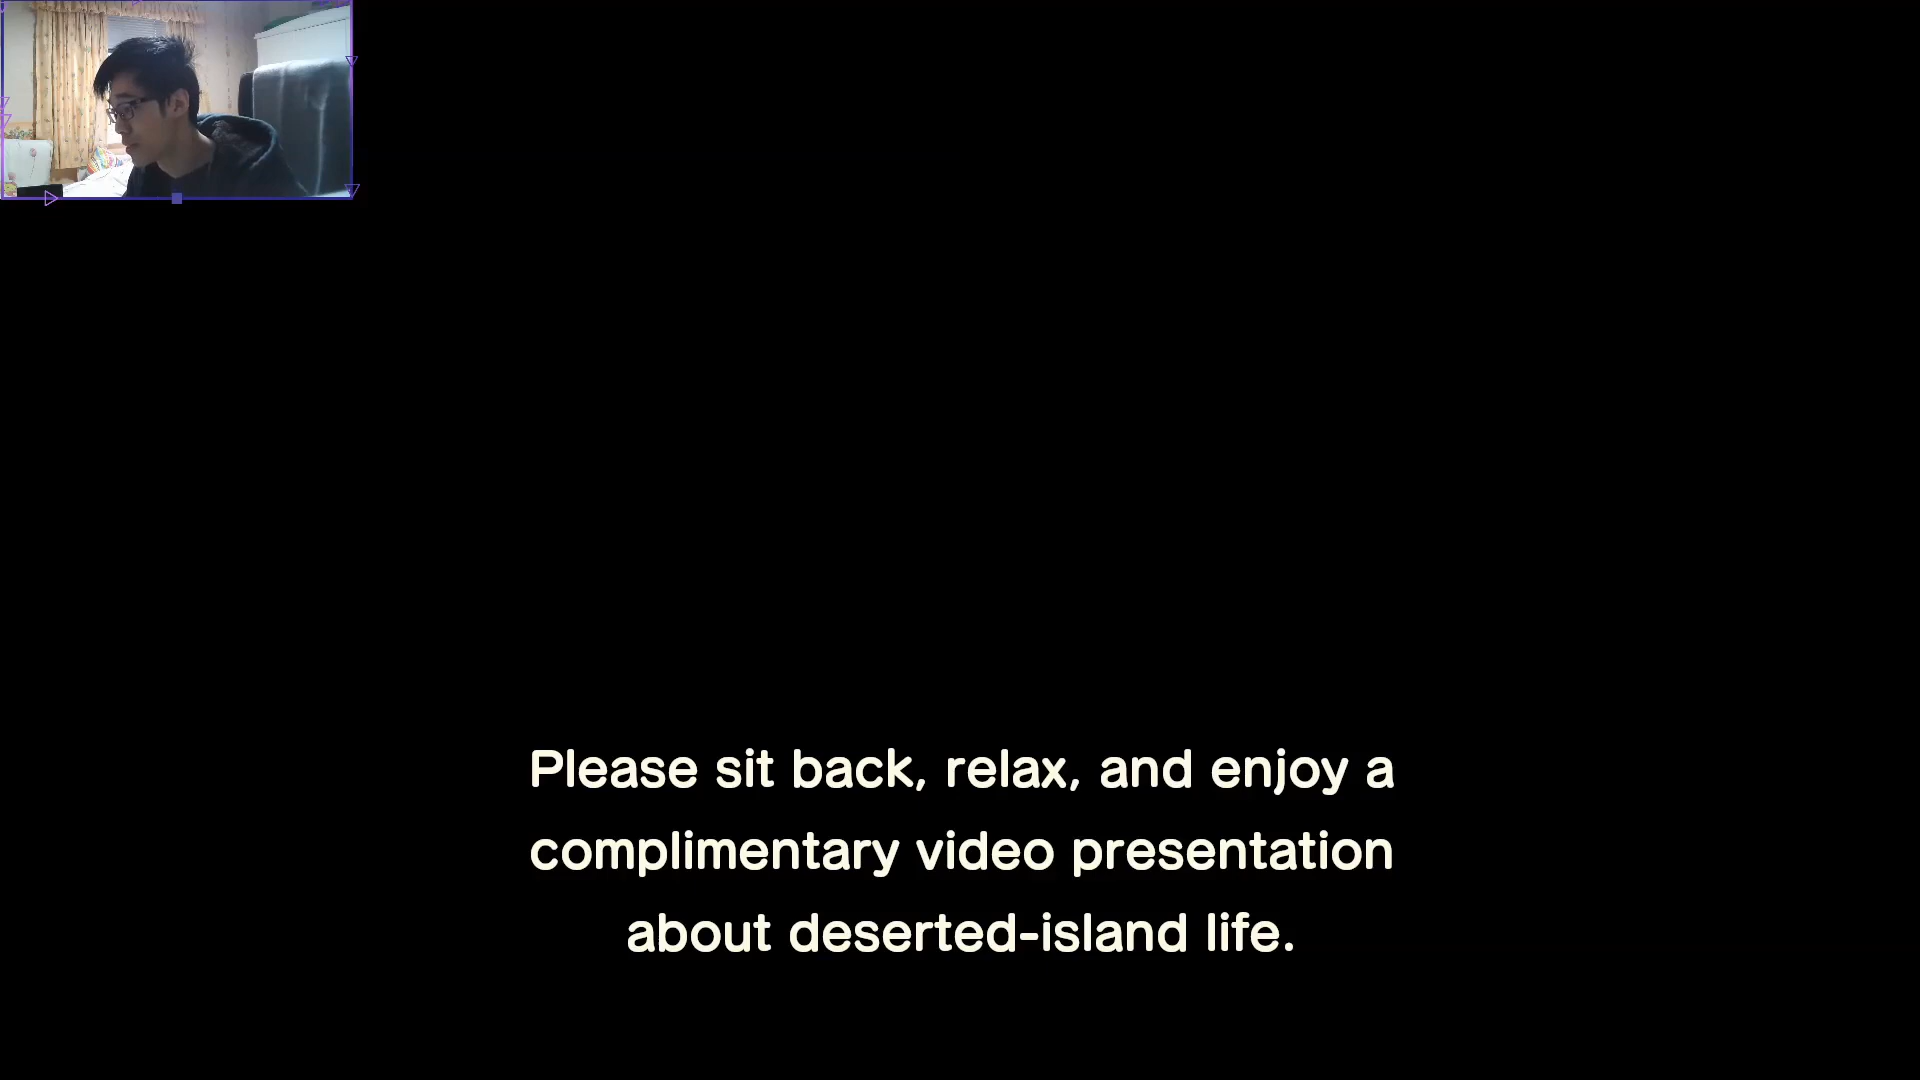 Please sit back, relax, and enjoy a
complimentary video presentation
about deserted-island life.